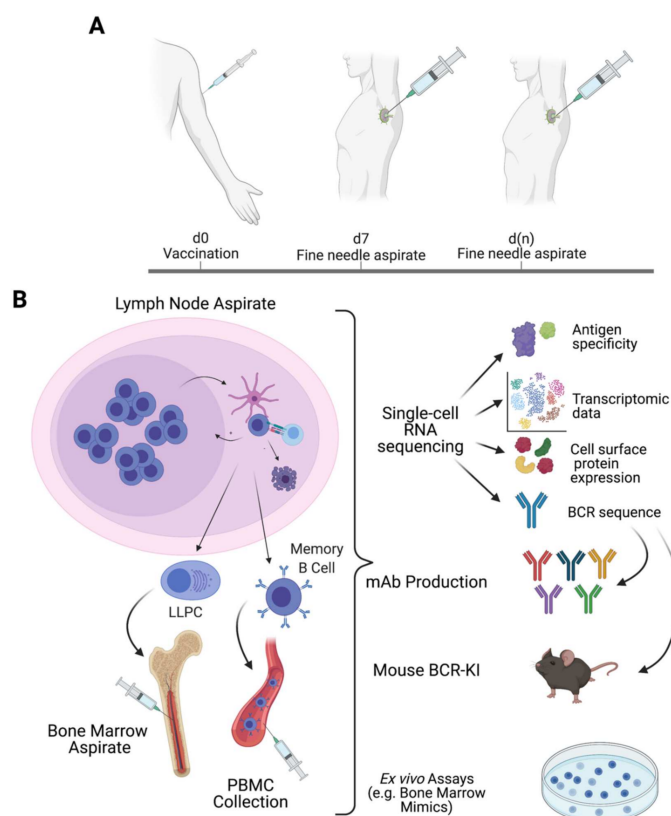 A
d0
Vaccination
d7
Fine needle aspirate
d(n)
Fine needle aspirate
B
Lymph Node Aspirate
Antigen
specificity
Single-cell
RNA
sequencing
Transcriptomic
data
Cell surface
protein
expression
BCR sequence
Memory
B Cell
LLPC
mAb Production
Mouse BCR-KI
Bone Marrow
Aspirate
PBMC
Collection
Ex vivo Assays
(e.g. Bone Marrow
Mimics)